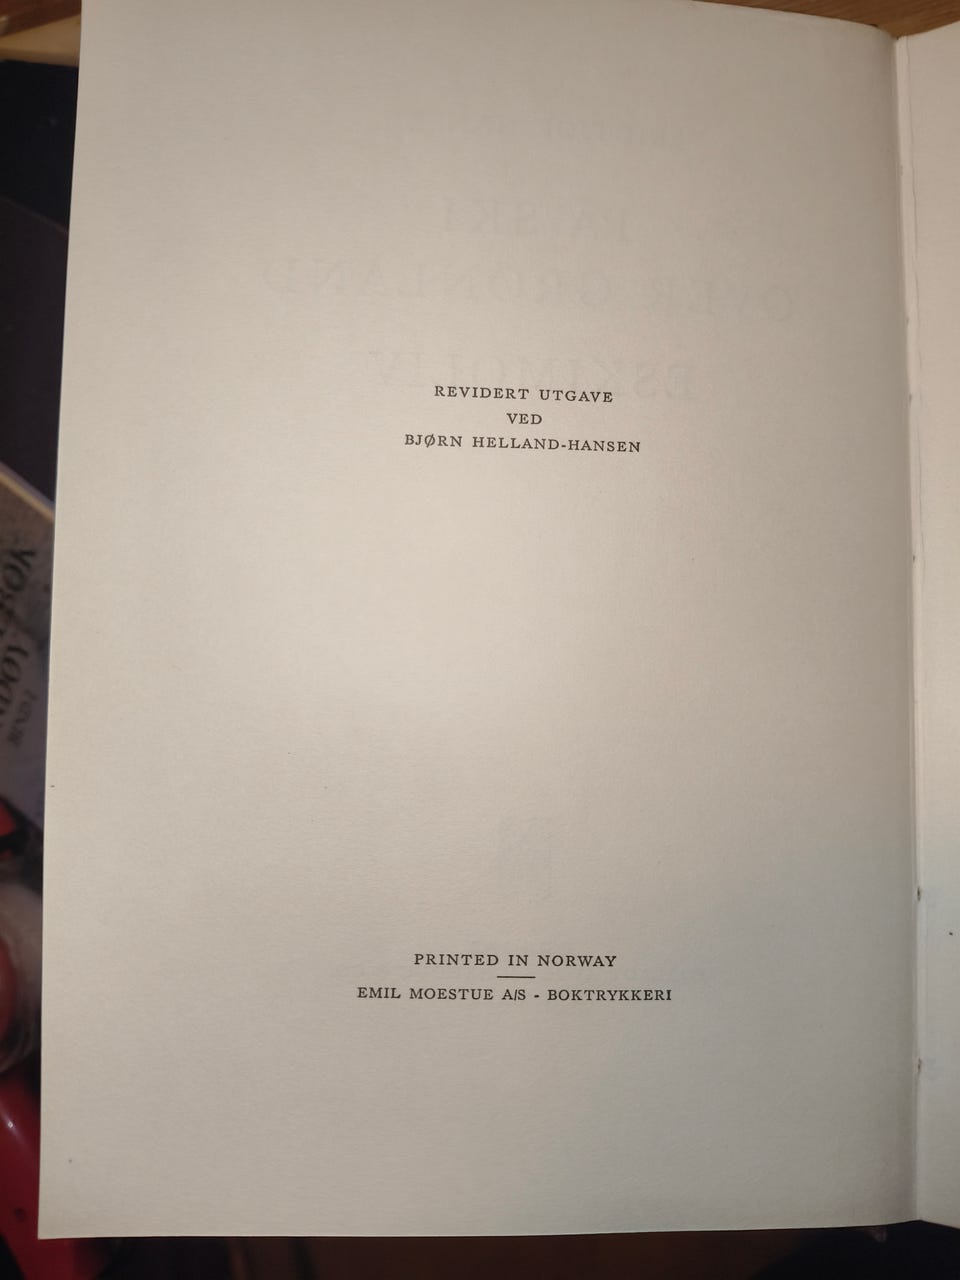 REVIDERT UTGAVE
VED
BJØRN HELLAND-HANSEN
PRINTED IN NORWAY
EMIL MOESTUE A/S - BOKTRYKKERI